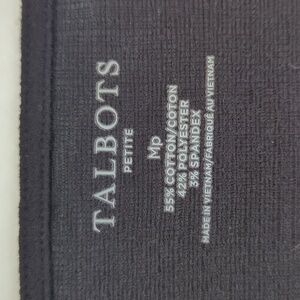 TALBOTS
PETITE
Mp
55% COTTON/COTON
42% POLYESTER
3% SPANDEX
MADE IN VIETNAM/FABRIQUÉ AU VIETNAM